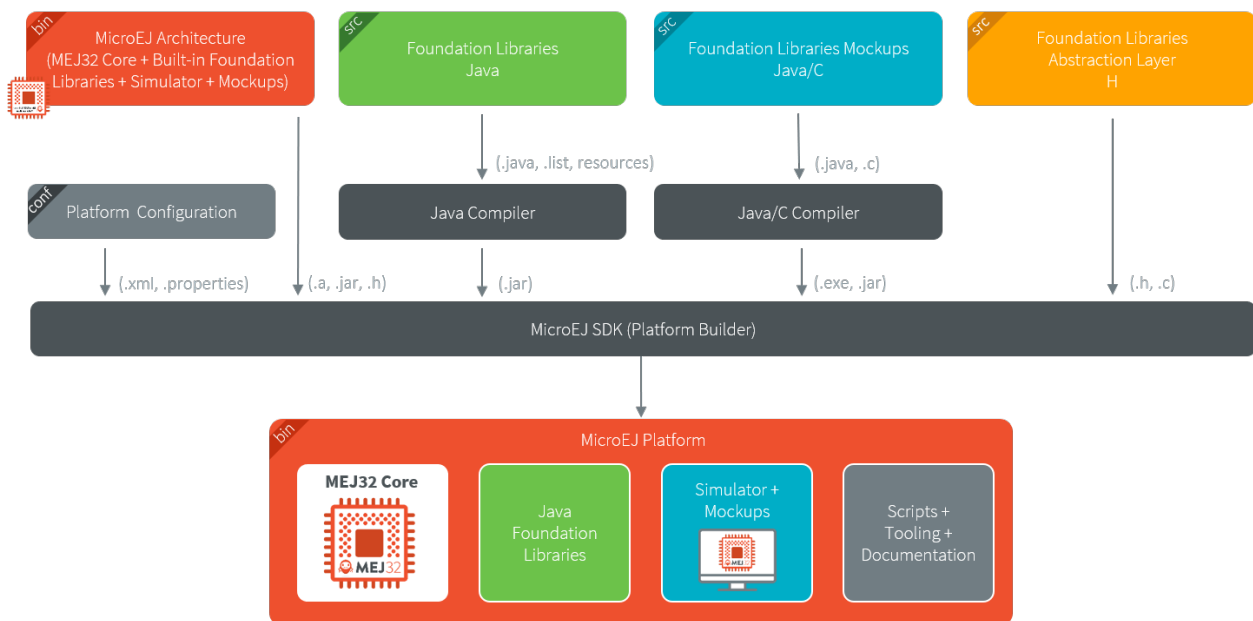 bin
MicroEJ Architecture
(MEJ32 Core + Built-in Foundation
Libraries + Simulator + Mockups)
src
Foundation Libraries
Java
src
Foundation Libraries Mockups
Java/C
src
Foundation Libraries
Abstraction Layer
H
(.java, .list, resources)
(.java, .c)
conf
Platform Configuration
Java Compiler
Java/C Compiler
(.xml, .properties)
(.a, .jar, .h)
(.jar)
(.exe, .jar)
(.h, .c)
MicroEJ SDK (Platform Builder)
bin
MicroEJ Platform
MEJ32 Core
MEJ32
Java
Foundation
Libraries
Simulator +
Mockups
Scripts +
Tooling +
Documentation